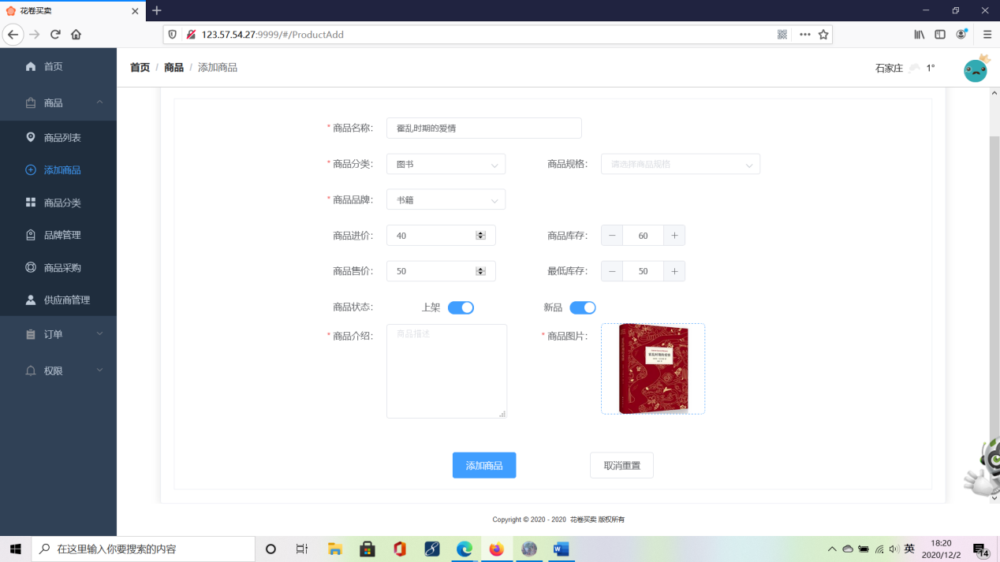 花卷买卖
123.57.54.27:9999/#/ProductAdd
首页
商品
商品列表
添加商品
商品分类
品牌管理
商品采购
供应商管理
订单
权限
首页 / 商品 / 添加商品
石家庄 1°
* 商品名称: 霍乱时期的爱情
* 商品分类: 图书 商品规格: 请选择商品规格
* 商品品牌: 书籍
商品进价: 40 商品库存: − 60 +
商品售价: 50 最低库存: − 50 +
商品状态: 上架 新品
* 商品介绍: 商品描述 * 商品图片:
霍乱时期的爱情
添加商品 取消重置
Copyright © 2020 - 2020 花卷买卖 版权所有
在这里输入你要搜索的内容
英
18:20
2020/12/2
14